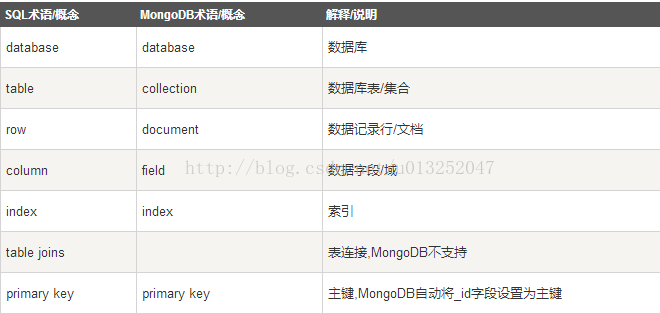 SQL术语/概念 MongoDB术语/概念 解释/说明
database database 数据库
table collection 数据库表/集合
row document 数据记录行/文档
column field 数据字段/域
index index 索引
table joins 表连接,MongoDB不支持
primary key primary key 主键,MongoDB自动将_id字段设置为主键